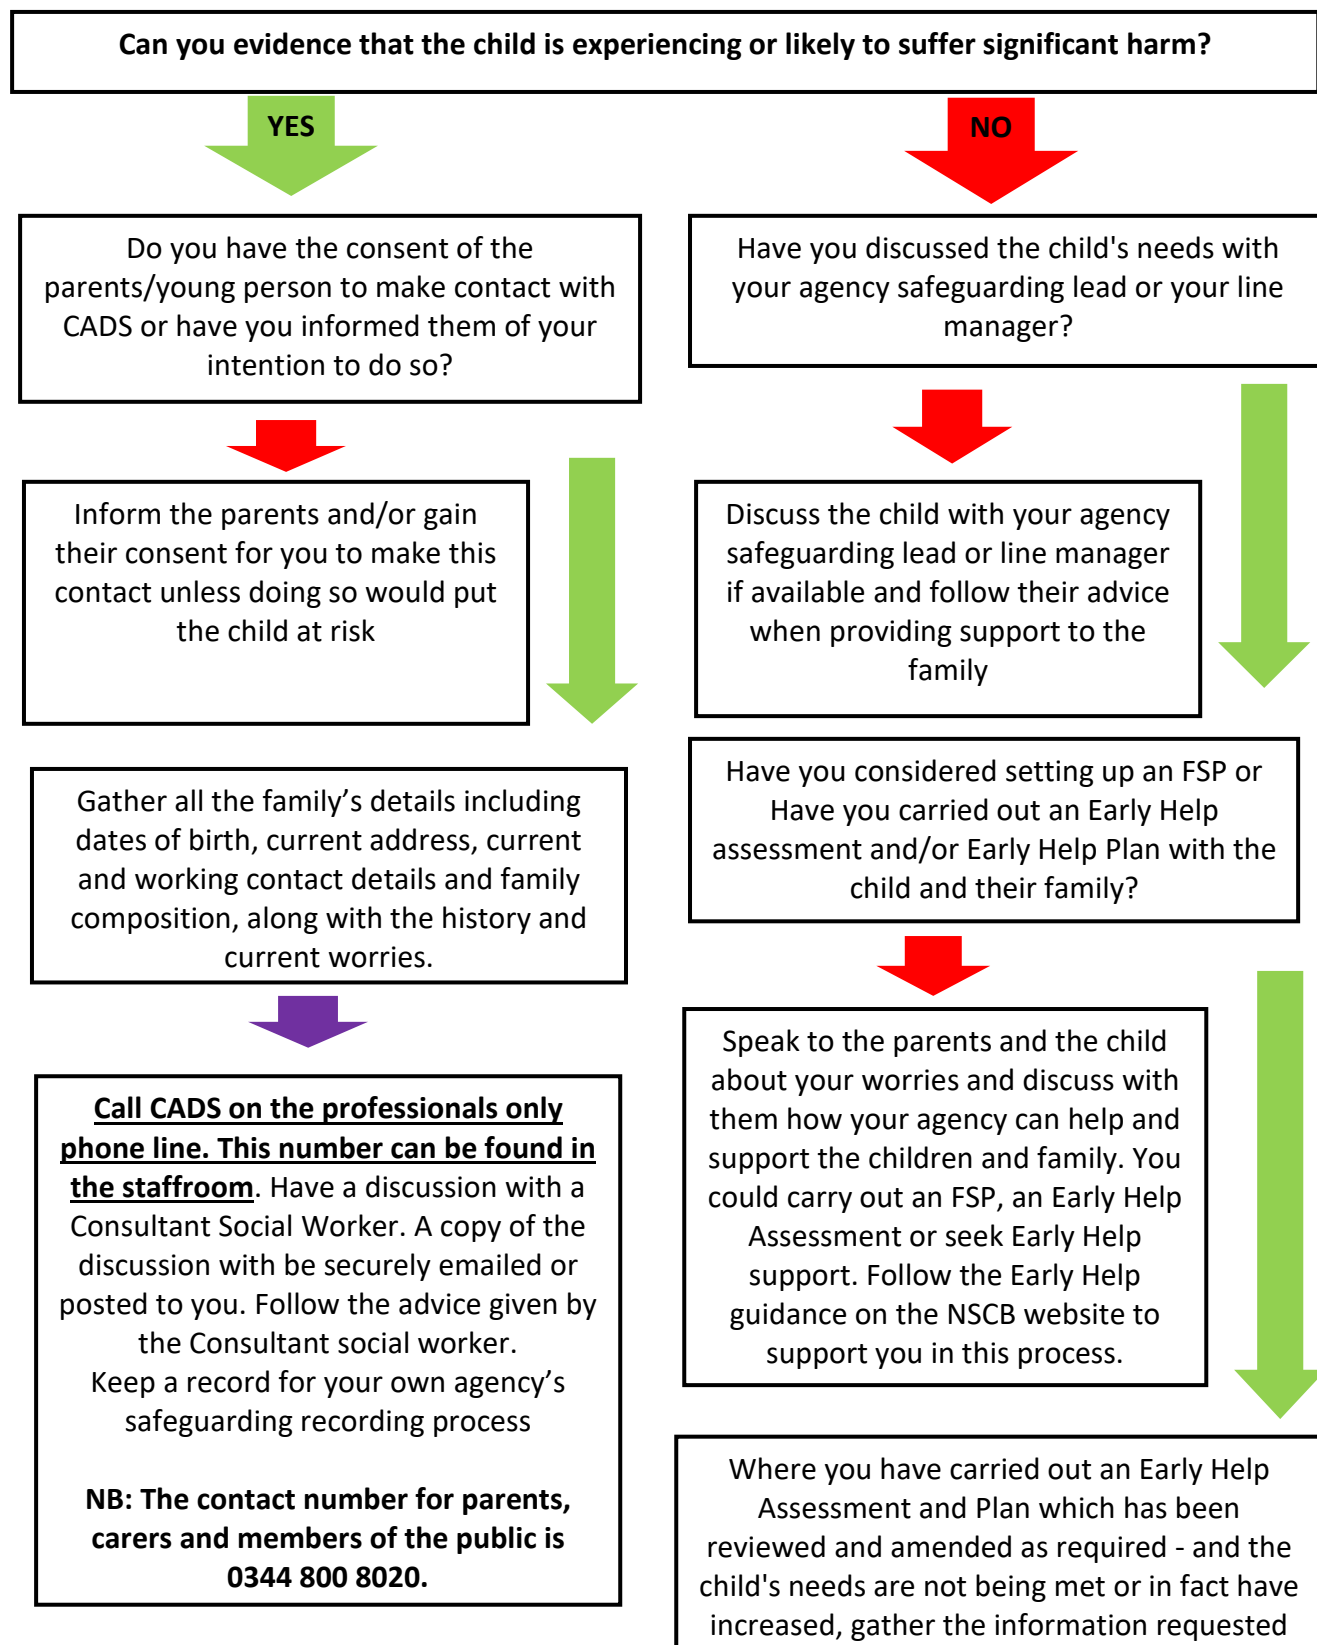 Can you evidence that the child is experiencing or likely to suffer significant harm?
YES
NO
Do you have the consent of the
parents/young person to make contact with
CADS or have you informed them of your
intention to do so?
Have you discussed the child's needs with
your agency safeguarding lead or your line
manager?
Inform the parents and/or gain
their consent for you to make this
contact unless doing so would put
the child at risk
Discuss the child with your agency
safeguarding lead or line manager
if available and follow their advice
when providing support to the
family
Gather all the family’s details including
dates of birth, current address, current
and working contact details and family
composition, along with the history and
current worries.
Have you considered setting up an FSP or
Have you carried out an Early Help
assessment and/or Early Help Plan with the
child and their family?
Call CADS on the professionals only
phone line. This number can be found in
the staffroom. Have a discussion with a
Consultant Social Worker. A copy of the
discussion with be securely emailed or
posted to you. Follow the advice given by
the Consultant social worker.
Keep a record for your own agency’s
safeguarding recording process
NB: The contact number for parents,
carers and members of the public is
0344 800 8020.
Speak to the parents and the child
about your worries and discuss with
them how your agency can help and
support the children and family. You
could carry out an FSP, an Early Help
Assessment or seek Early Help
support. Follow the Early Help
guidance on the NSCB website to
support you in this process.
Where you have carried out an Early Help
Assessment and Plan which has been
reviewed and amended as required - and the
child's needs are not being met or in fact have
increased, gather the information requested